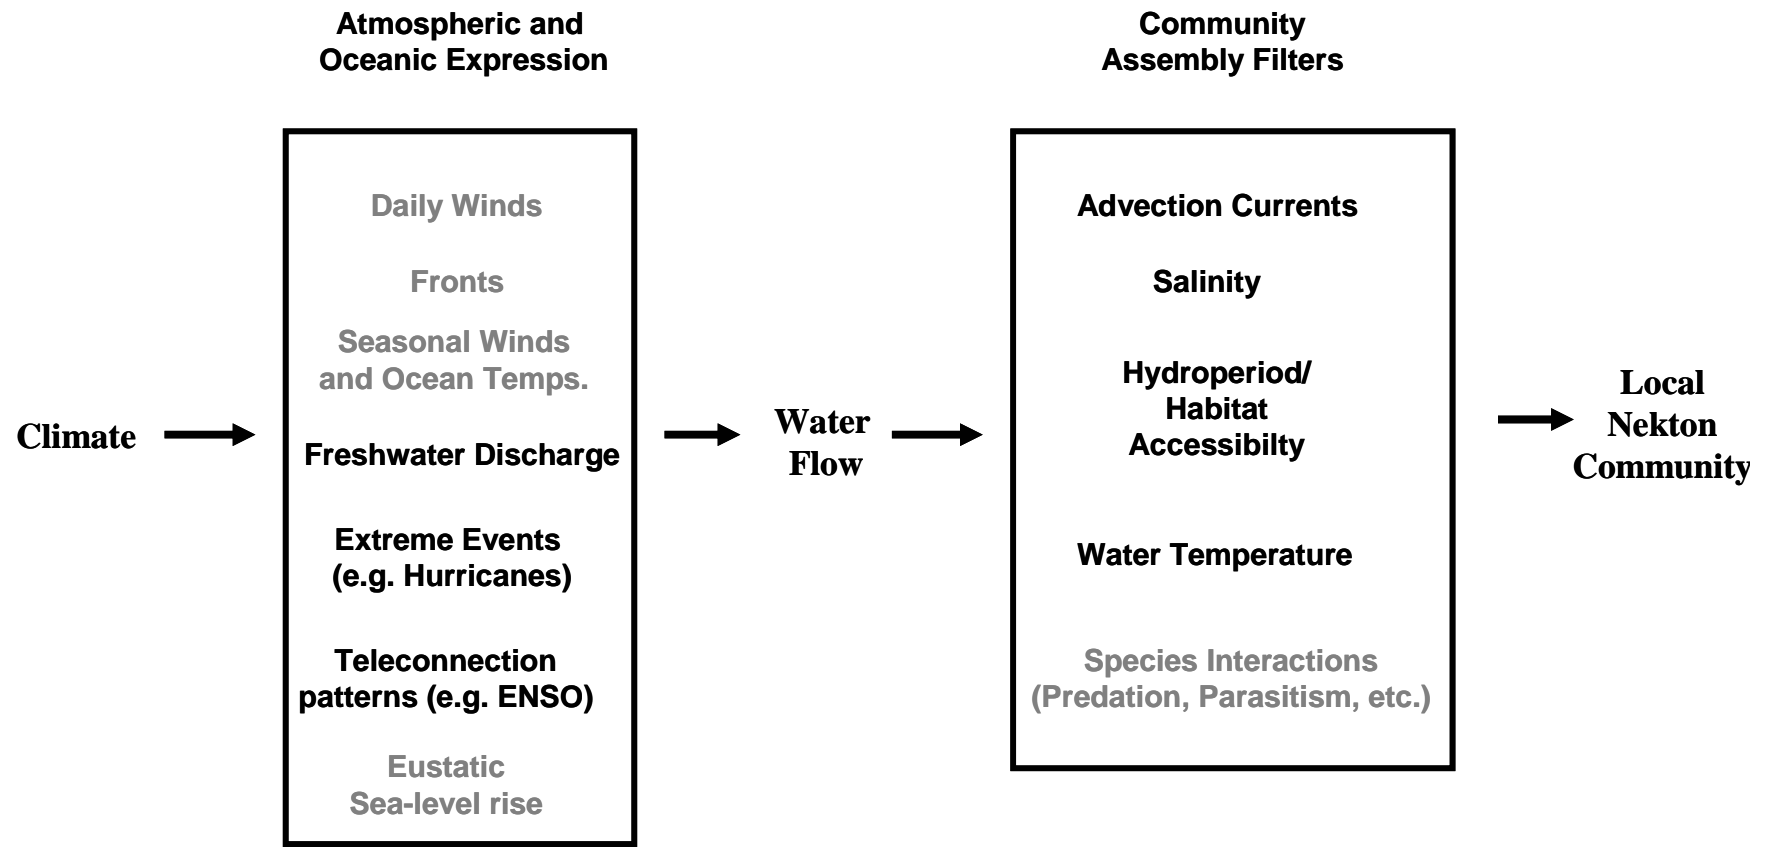 Atmospheric and
Oceanic Expression
Community
Assembly Filters
Climate
Daily Winds
Fronts
Seasonal Winds
and Ocean Temps.
Freshwater Discharge
Extreme Events
(e.g. Hurricanes)
Teleconnection
patterns (e.g. ENSO)
Eustatic
Sea-level rise
Water
Flow
Advection Currents
Salinity
Hydroperiod/
Habitat
Accessibilty
Water Temperature
Species Interactions
(Predation, Parasitism, etc.)
Local
Nekton
Community